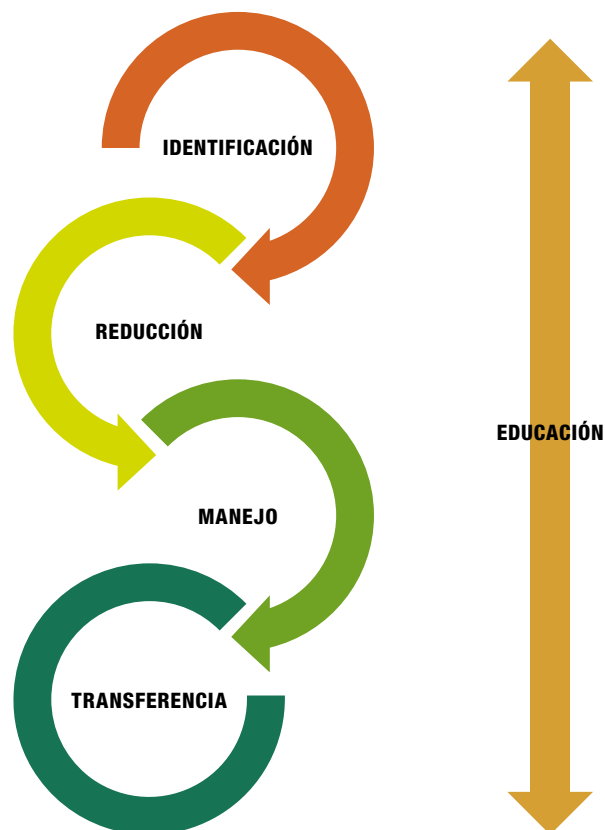 IDENTIFICACIÓN
REDUCCIÓN
EDUCACIÓN
MANEJO
TRANSFERENCIA